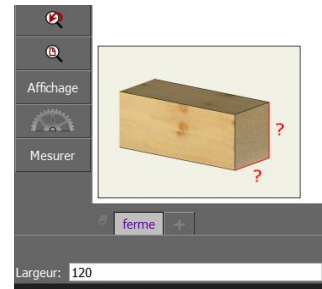 Affichage
Mesurer
?
?
ferme +
Largeur: 120